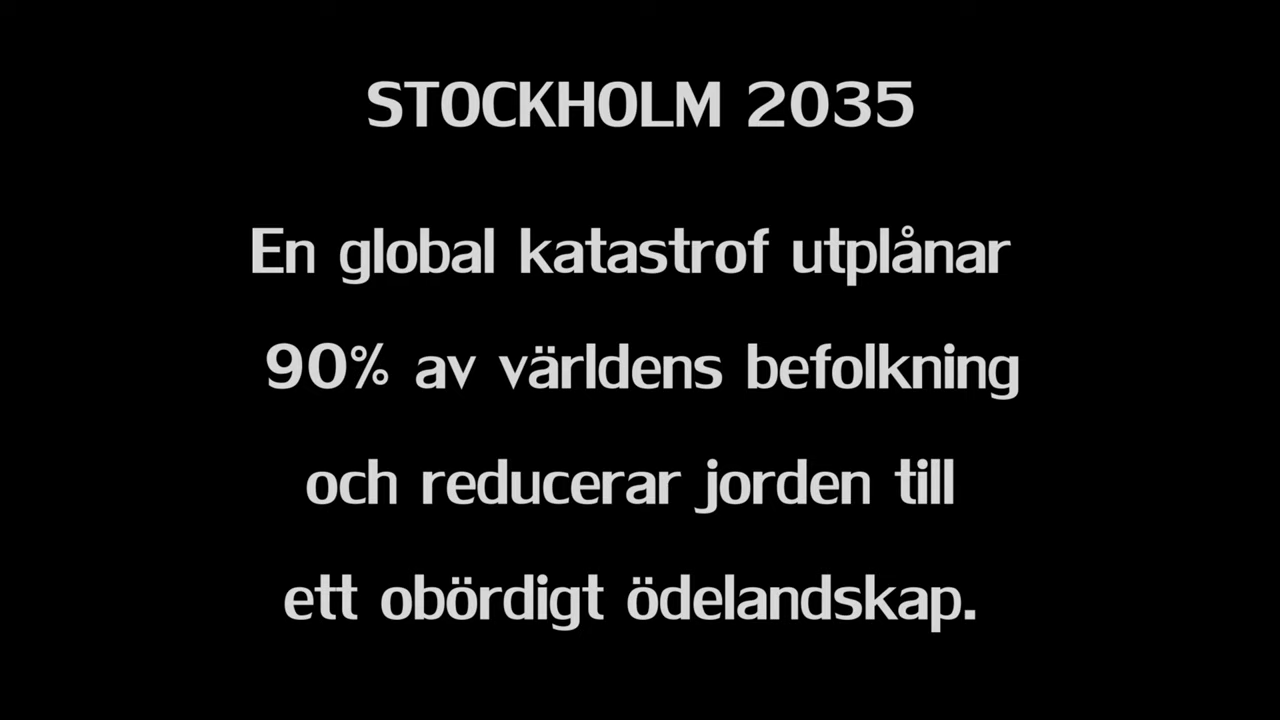 STOCKHOLM 2035
En global katastrof utplånar
90% av världens befolkning
och reducerar jorden till
ett obördigt ödelandskap.